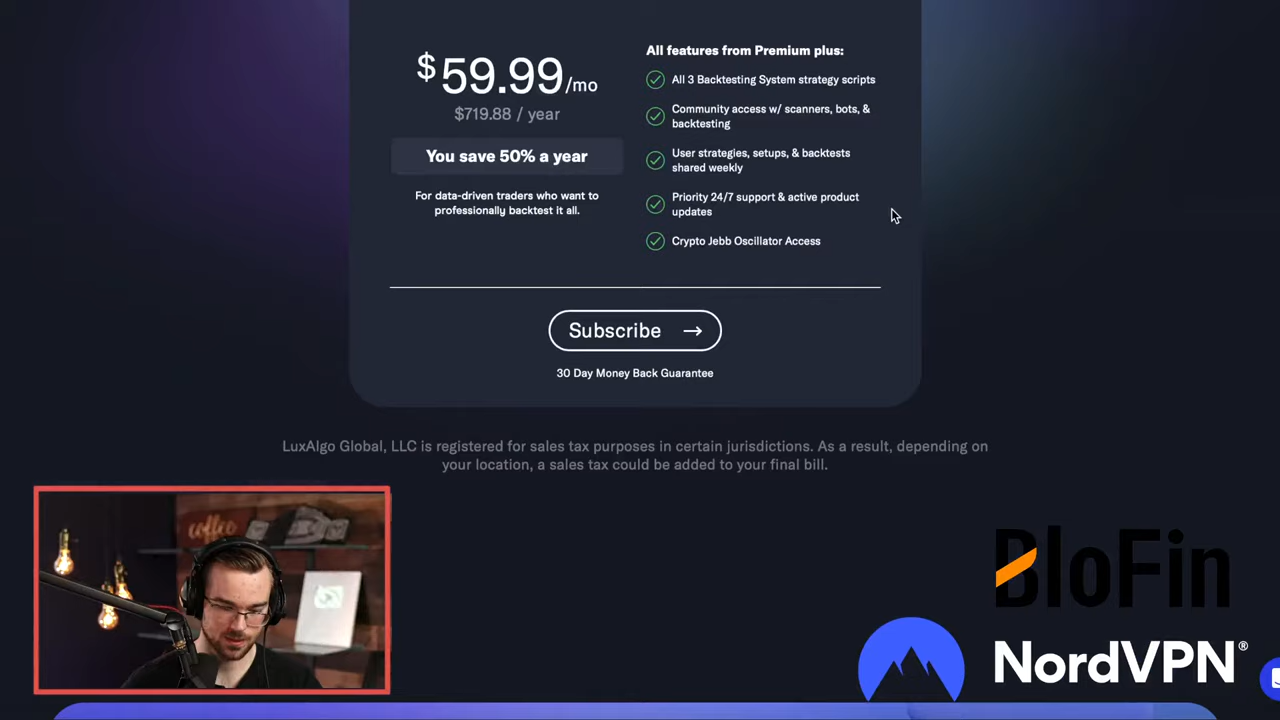 $59.99/mo
$719.88 / year
You save 50% a year
For data-driven traders who want to
professionally backtest it all.
All features from Premium plus:
All 3 Backtesting System strategy scripts
Community access w/ scanners, bots, &
backtesting
User strategies, setups, & backtests
shared weekly
Priority 24/7 support & active product
updates
Crypto Jebb Oscillator Access
Subscribe →
30 Day Money Back Guarantee
LuxAlgo Global, LLC is registered for sales tax purposes in certain jurisdictions. As a result, depending on
your location, a sales tax could be added to your final bill.
coffee
BloFin
NordVPN®